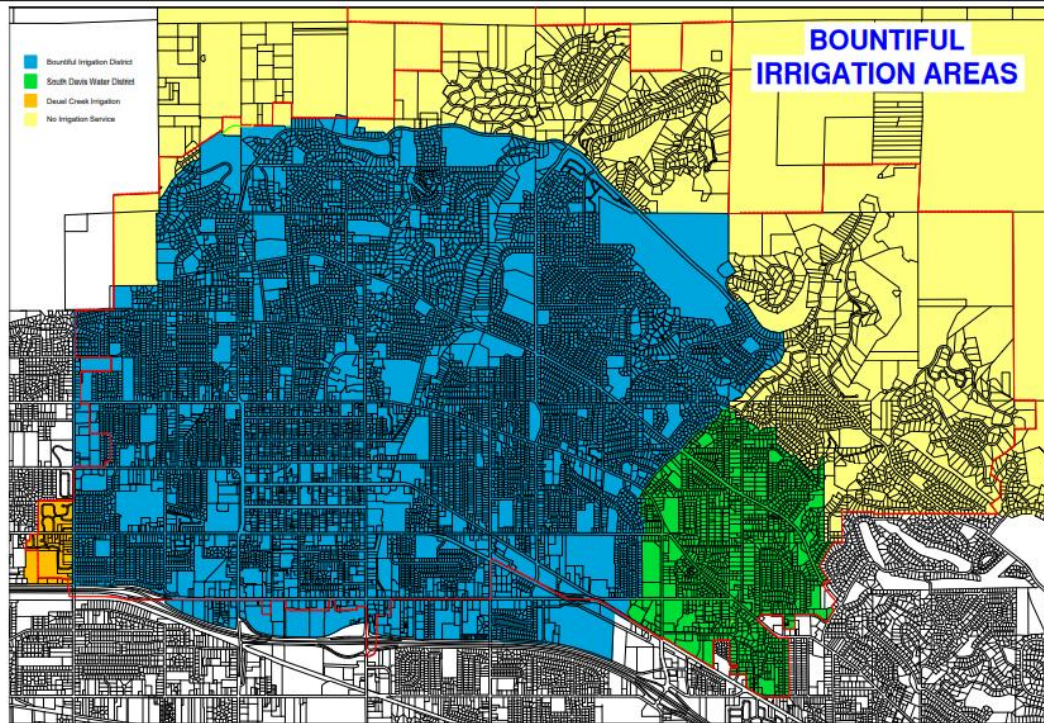 BOUNTIFUL
IRRIGATION AREAS
Bountiful Irrigation District
South Davis Water District
Deuel Creek Irrigation
No Irrigation Service